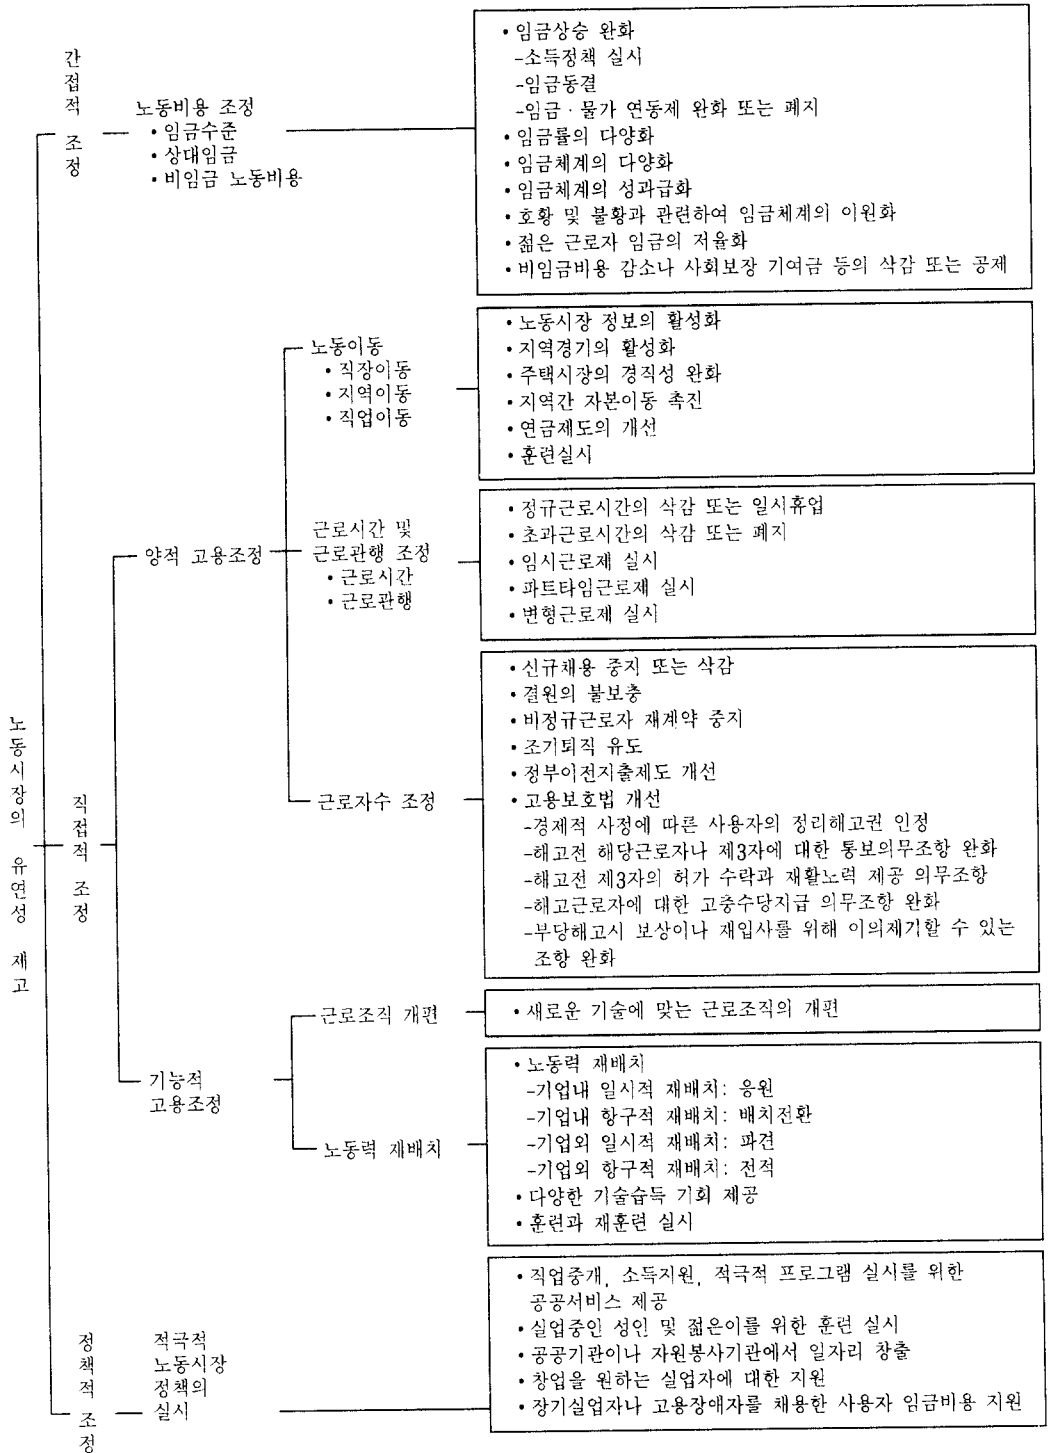 노동시장의 유연성 재고
간접적 조정
노동비용 조정
• 임금수준
• 상대임금
• 비임금 노동비용
• 임금상승 완화
-소득정책 실시
-임금동결
-임금·물가 연동제 완화 또는 폐지
• 임금률의 다양화
• 임금체계의 다양화
• 임금체계의 성과급화
• 호황 및 불황과 관련하여 임금체계의 이원화
• 젊은 근로자 임금의 저율화
• 비임금비용 감소나 사회보장 기여금 등의 삭감 또는 공제
직접적 조정
양적 고용조정
노동이동
• 직장이동
• 지역이동
• 직업이동
• 노동시장 정보의 활성화
• 지역경기의 활성화
• 주택시장의 경직성 완화
• 지역간 자본이동 촉진
• 연금제도의 개선
• 훈련실시
근로시간 및
근로관행 조정
• 근로시간
• 근로관행
• 정규근로시간의 삭감 또는 일시휴업
• 초과근로시간의 삭감 또는 폐지
• 임시근로제 실시
• 파트타임근로제 실시
• 변형근로제 실시
근로자수 조정
• 신규채용 중지 또는 삭감
• 결원의 불보충
• 비정규근로자 재계약 중지
• 조기퇴직 유도
• 정부이전지출제도 개선
• 고용보호법 개선
-경제적 사정에 따른 사용자의 정리해고권 인정
-해고전 해당근로자나 제3자에 대한 통보의무조항 완화
-해고전 제3자의 허가 수락과 재활노력 제공 의무조항
-해고근로자에 대한 고충수당지급 의무조항 완화
-부당해고시 보상이나 재입사를 위해 이의제기할 수 있는
조항 완화
기능적
고용조정
근로조직 개편
• 새로운 기술에 맞는 근로조직의 개편
노동력 재배치
• 노동력 재배치
-기업내 일시적 재배치: 응원
-기업내 항구적 재배치: 배치전환
-기업외 일시적 재배치: 파견
-기업외 항구적 재배치: 전적
• 다양한 기술습득 기회 제공
• 훈련과 재훈련 실시
정책적 조정
적극적
노동시장
정책의
실시
• 직업중개, 소득지원, 적극적 프로그램 실시를 위한
공공서비스 제공
• 실업중인 성인 및 젊은이를 위한 훈련 실시
• 공공기관이나 자원봉사기관에서 일자리 창출
• 창업을 원하는 실업자에 대한 지원
• 장기실업자나 고용장애자를 채용한 사용자 임금비용 지원